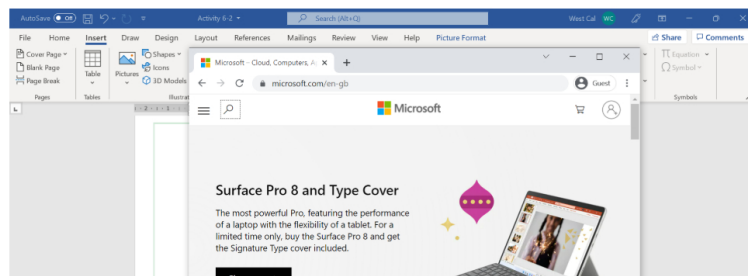 AutoSave Off Activity 6-2 Search (Alt+Q) West Cal WC
File Home Insert Draw Design Layout References Mailings Review View Help Picture Format Share Comments
Cover Page
Blank Page
Page Break
Pages
Table
Tables
Pictures
Shapes
Icons
3D Models
Equation
Symbol
Symbols
Microsoft – Cloud, Computers, A
microsoft.com/en-gb Guest
Microsoft
Surface Pro 8 and Type Cover
The most powerful Pro, featuring the performance
of a laptop with the flexibility of a tablet. For a
limited time only, buy the Surface Pro 8 and get
the Signature Type cover included.